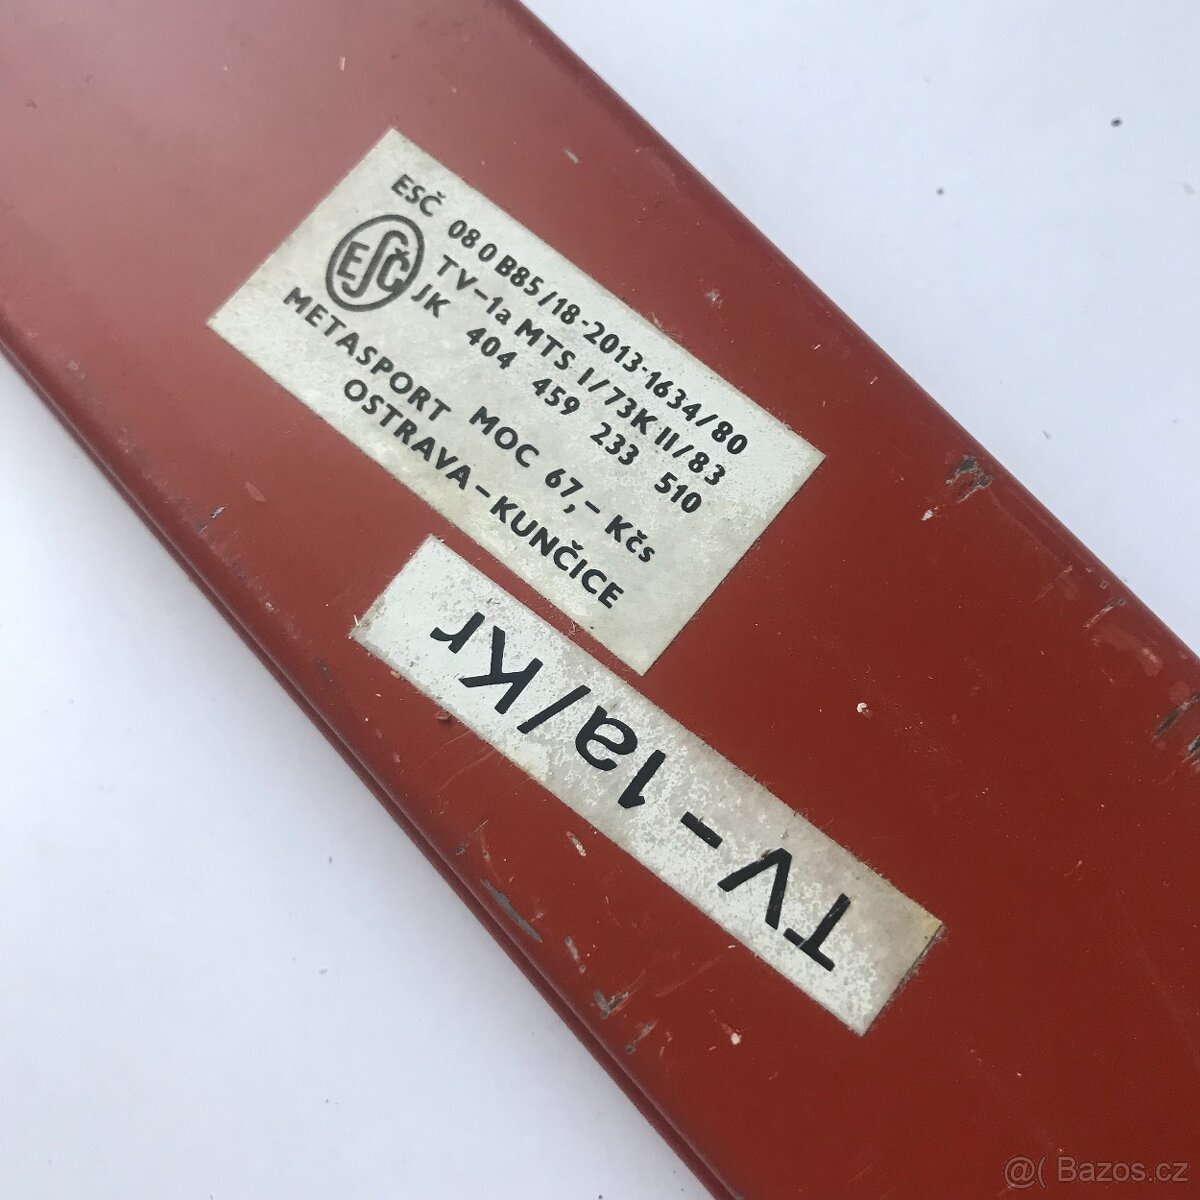 ESČ 08 0 B85/18-2013-1634/80
ESČ
TV-1a MTS I/73K II/83
JK 404 459 233 510
METASPORT MOC 67,- Kčs
OSTRAVA-KUNČICE
TV-1a/Kr
@( Bazos.cz